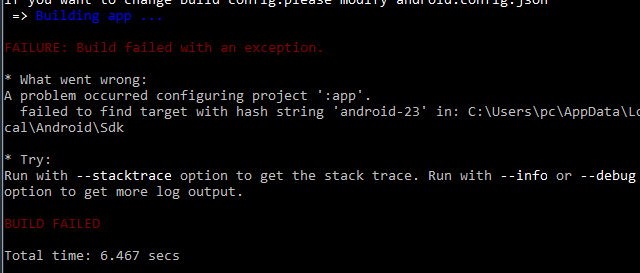 If you want to change build config.please modify android.config.json
=> Building app ...
FAILURE: Build failed with an exception.
* What went wrong:
A problem occurred configuring project ':app'.
failed to find target with hash string 'android-23' in: C:\Users\pc\AppData\Lo
cal\Android\Sdk
* Try:
Run with --stacktrace option to get the stack trace. Run with --info or --debug
option to get more log output.
BUILD FAILED
Total time: 6.467 secs